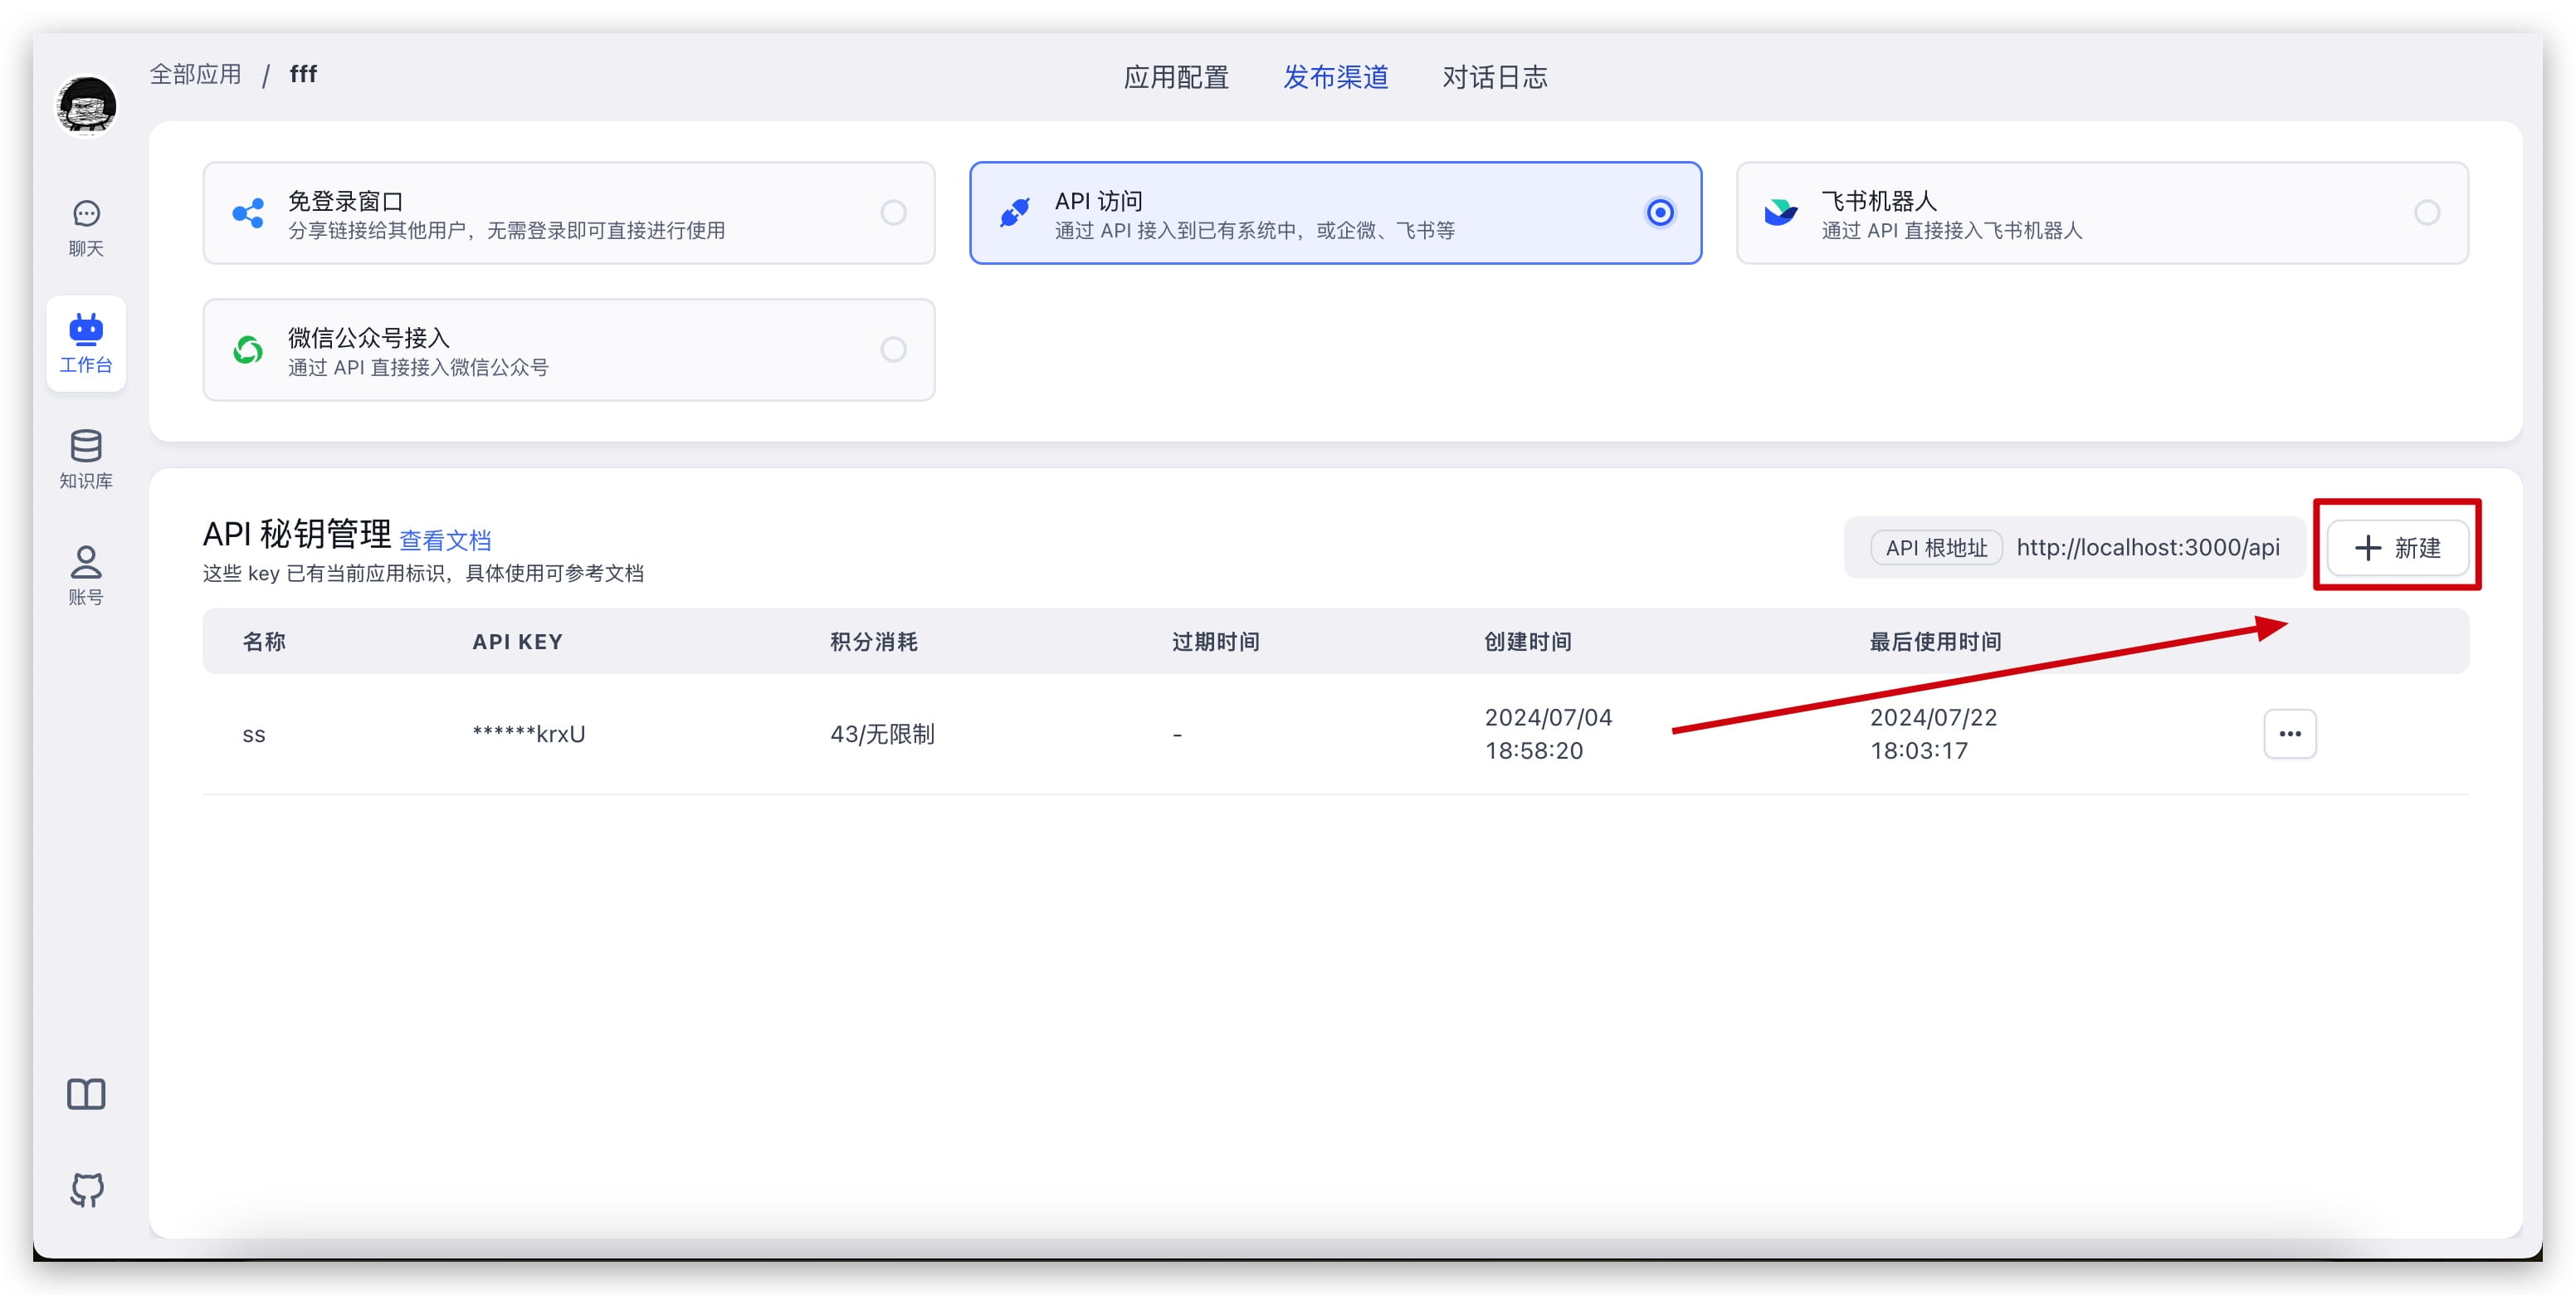 全部应用 / fff
应用配置 发布渠道 对话日志
聊天
工作台
知识库
账号
免登录窗口
分享链接给其他用户，无需登录即可直接进行使用
API 访问
通过 API 接入到已有系统中，或企微、飞书等
飞书机器人
通过 API 直接接入飞书机器人
微信公众号接入
通过 API 直接接入微信公众号
API 秘钥管理 查看文档
这些 key 已有当前应用标识，具体使用可参考文档
API 根地址 http://localhost:3000/api
新建
名称 API KEY 积分消耗 过期时间 创建时间 最后使用时间
ss ******krxU 43/无限制 - 2024/07/04 18:58:20 2024/07/22 18:03:17